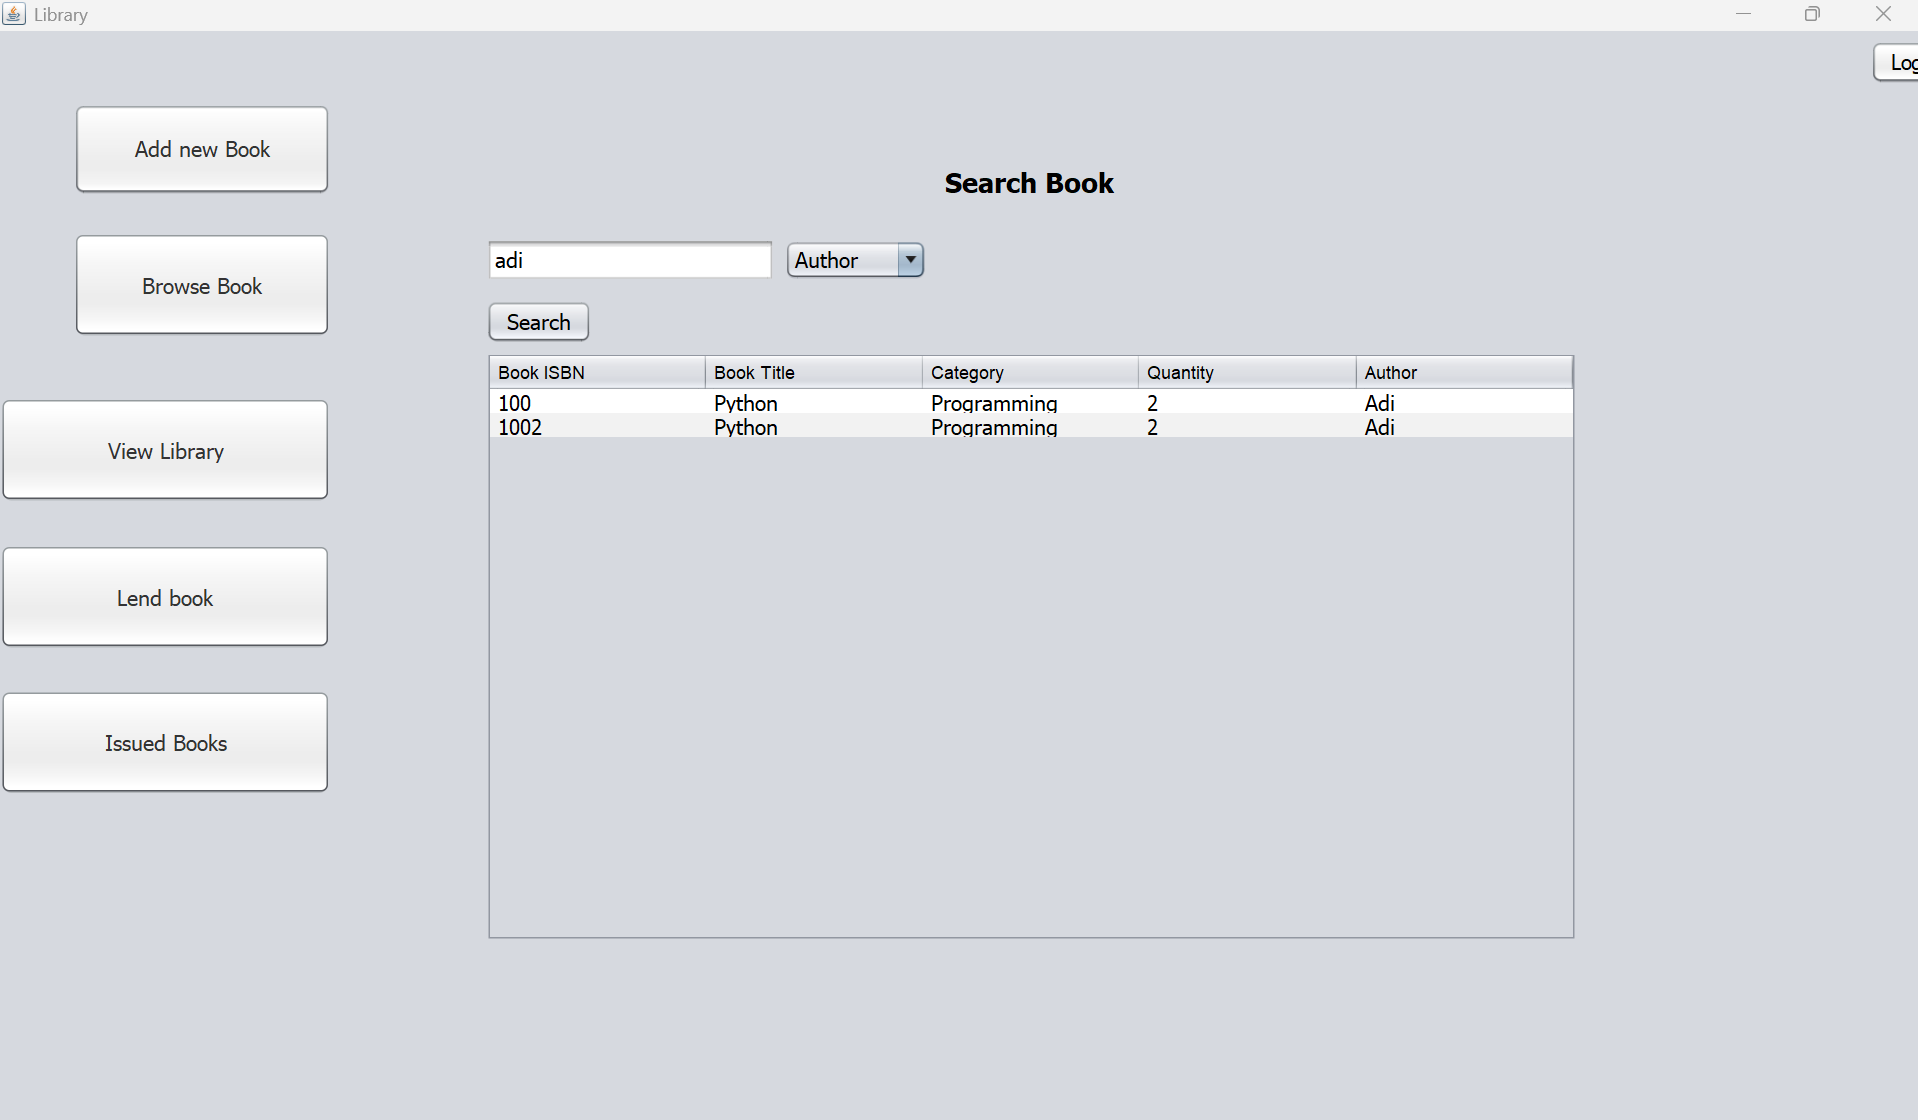 Library
Log
Add new Book
Search Book
Browse Book
adi
Author
Search
Book ISBN Book Title Category Quantity Author
100 Python Programming 2 Adi
1002 Python Programming 2 Adi
View Library
Lend book
Issued Books